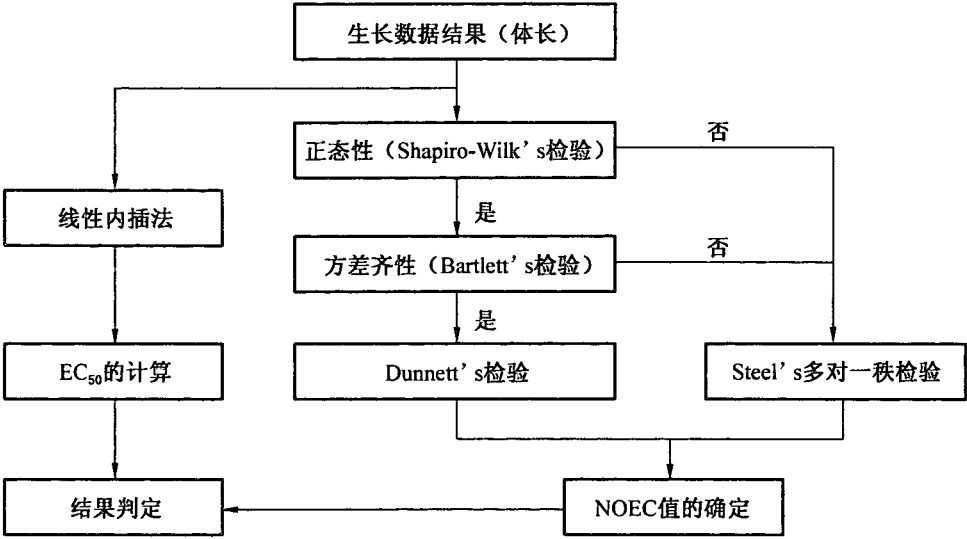 生长数据结果（体长）
正态性（Shapiro-Wilk’s检验）
否
线性内插法
是
方差齐性（Bartlett’s检验）
否
是
EC₅₀的计算
Dunnett’s检验
Steel’s多对一秩检验
结果判定
NOEC值的确定